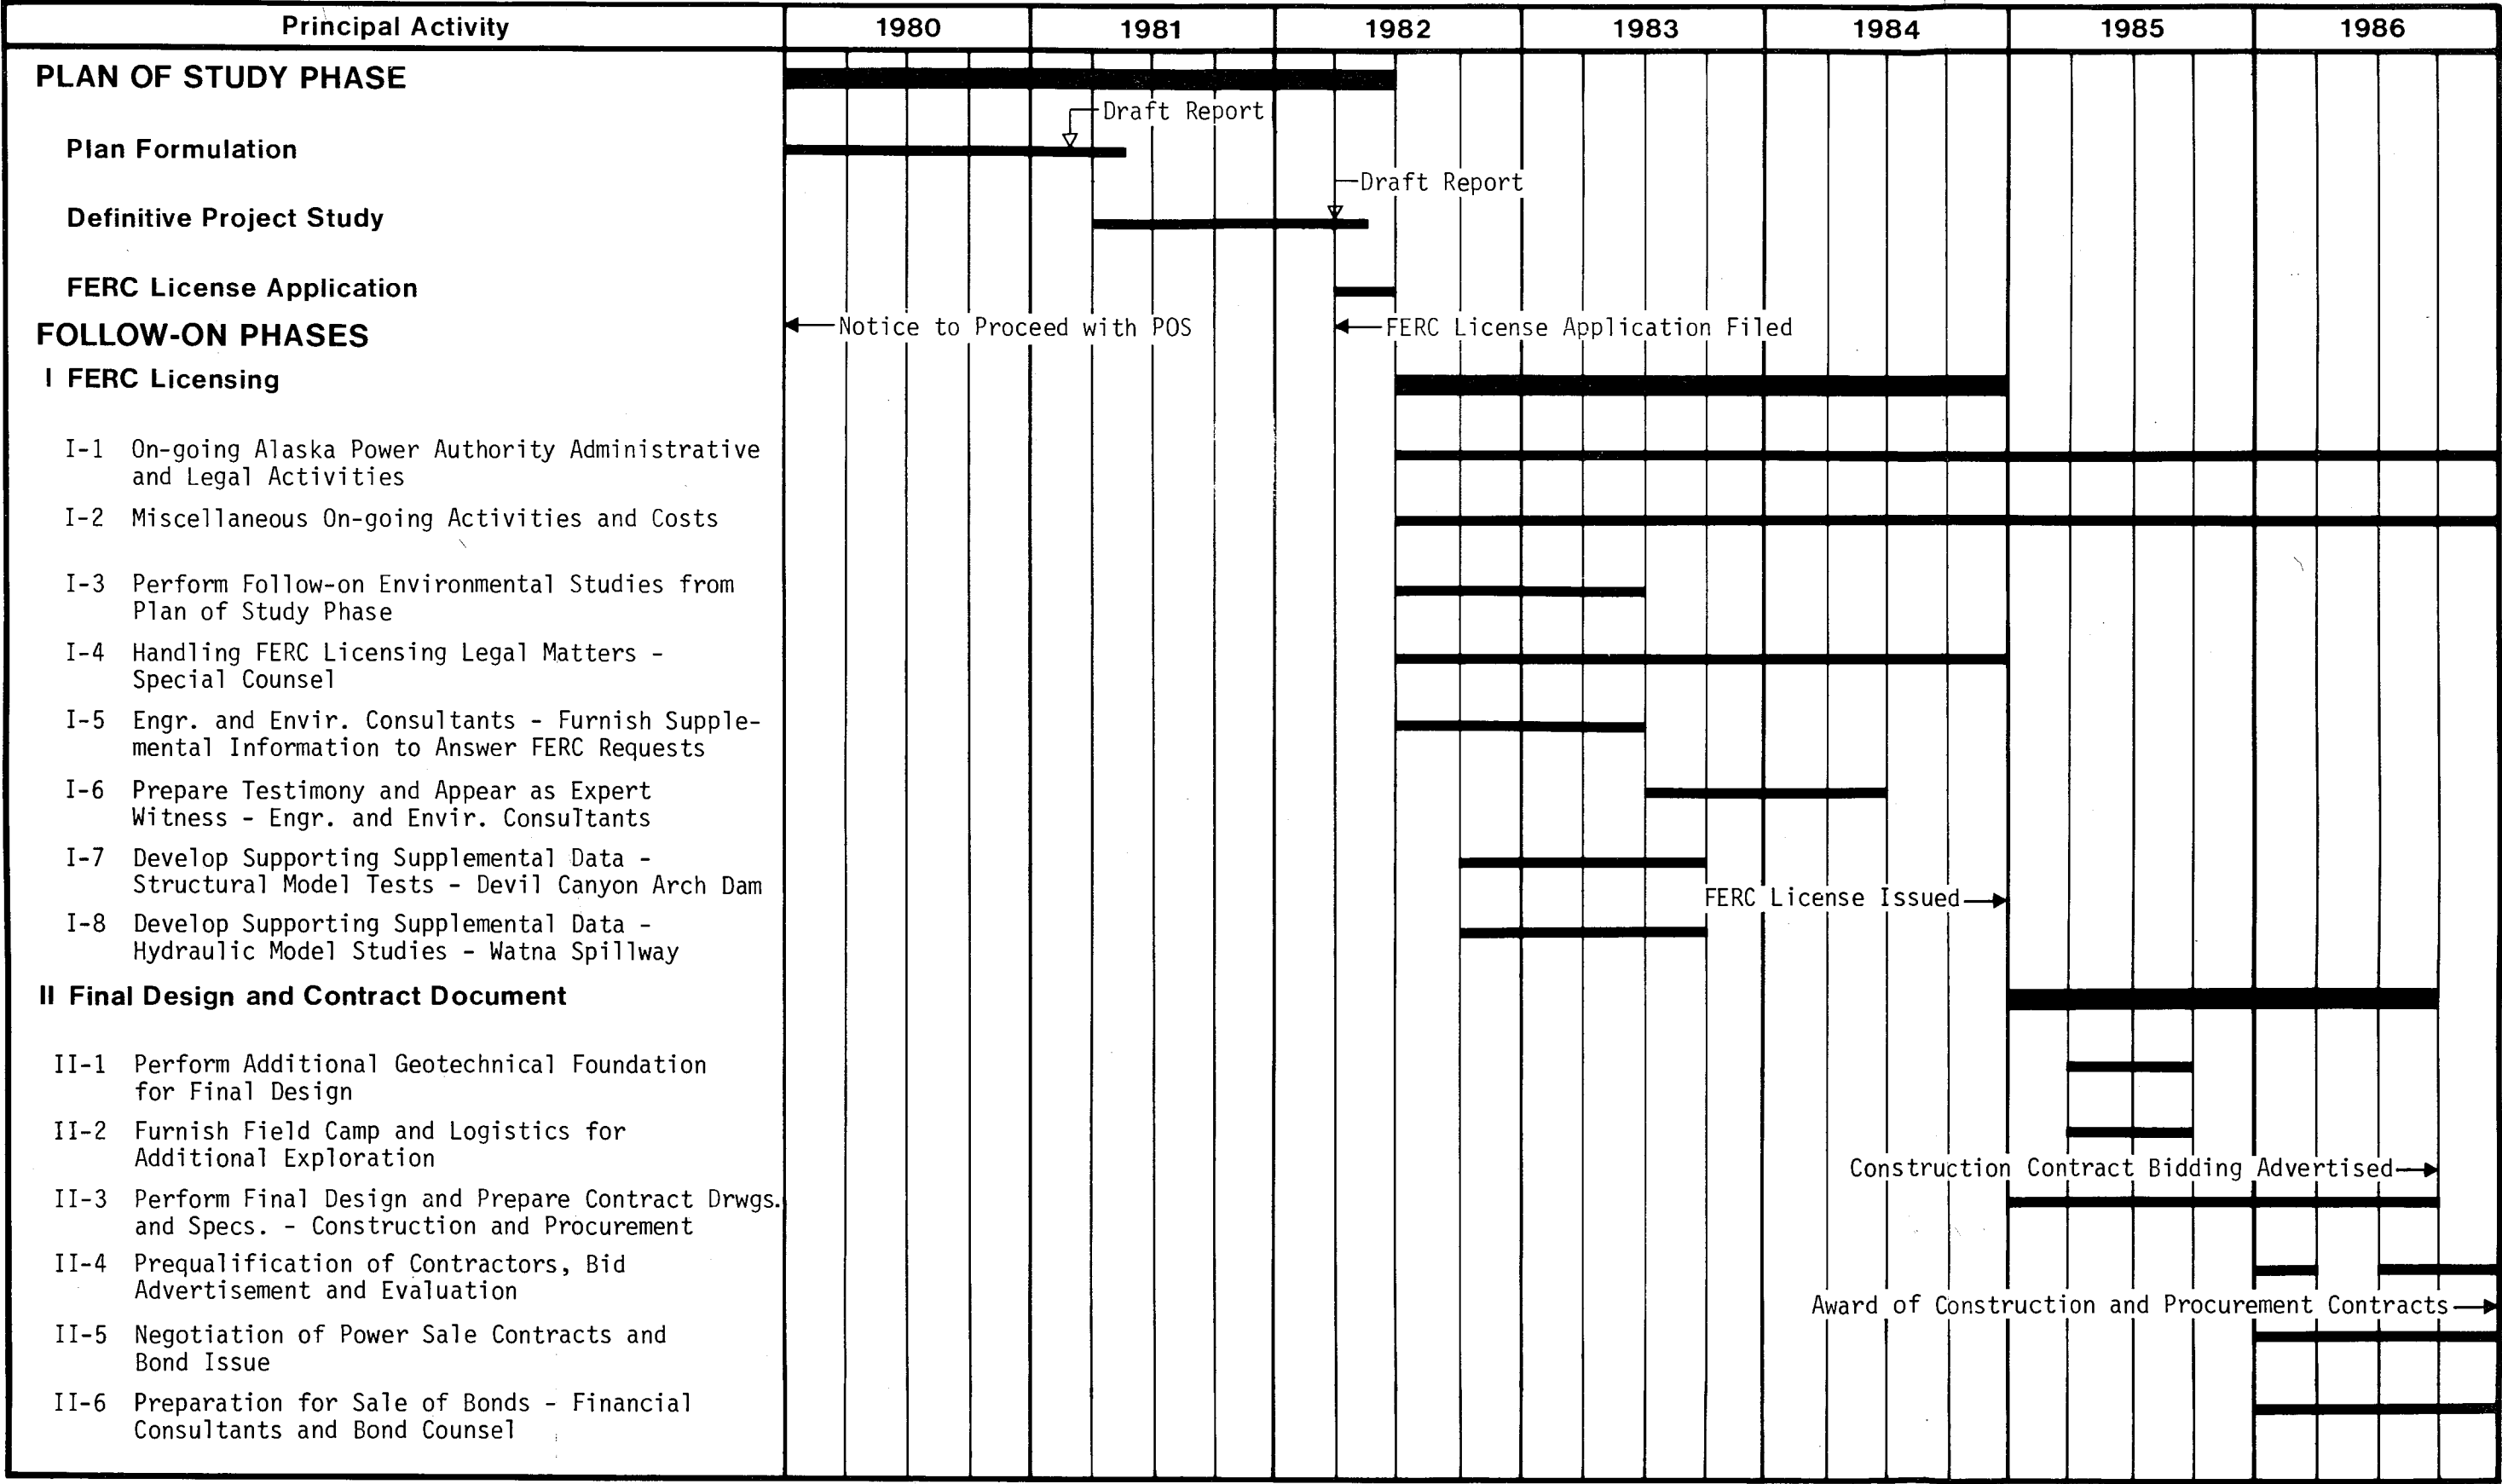 Principal Activity 1980 1981 1982 1983 1984 1985 1986
PLAN OF STUDY PHASE
Draft Report
Plan Formulation
Draft Report
Definitive Project Study
FERC License Application
Notice to Proceed with POS FERC License Application Filed
FOLLOW-ON PHASES
I FERC Licensing
I-1 On-going Alaska Power Authority Administrative
and Legal Activities
I-2 Miscellaneous On-going Activities and Costs
I-3 Perform Follow-on Environmental Studies from
Plan of Study Phase
I-4 Handling FERC Licensing Legal Matters -
Special Counsel
I-5 Engr. and Envir. Consultants - Furnish Supple-
mental Information to Answer FERC Requests
I-6 Prepare Testimony and Appear as Expert
Witness - Engr. and Envir. Consultants
I-7 Develop Supporting Supplemental Data -
Structural Model Tests - Devil Canyon Arch Dam
FERC License Issued
I-8 Develop Supporting Supplemental Data -
Hydraulic Model Studies - Watna Spillway
II Final Design and Contract Document
II-1 Perform Additional Geotechnical Foundation
for Final Design
II-2 Furnish Field Camp and Logistics for
Additional Exploration
Construction Contract Bidding Advertised
II-3 Perform Final Design and Prepare Contract Drwgs.
and Specs. - Construction and Procurement
II-4 Prequalification of Contractors, Bid
Advertisement and Evaluation
Award of Construction and Procurement Contracts
II-5 Negotiation of Power Sale Contracts and
Bond Issue
II-6 Preparation for Sale of Bonds - Financial
Consultants and Bond Counsel